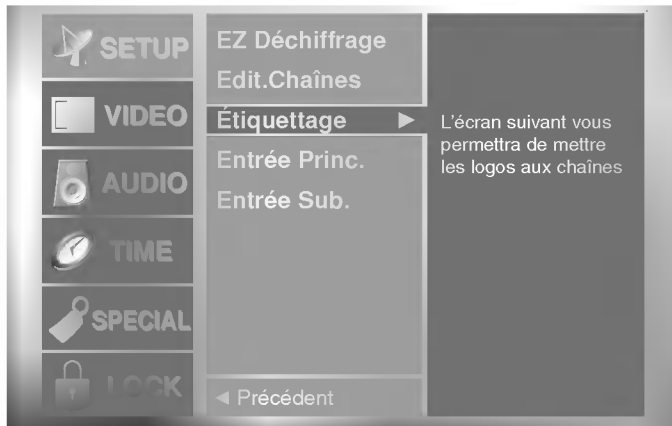 SETUP
VIDEO
AUDIO
TIME
SPECIAL
LOCK
EZ Déchiffrage
Edit.Chaînes
Étiquettage ▶
Entrée Princ.
Entrée Sub.
◀ Précédent
L'écran suivant vous
permettra de mettre
les logos aux chaînes